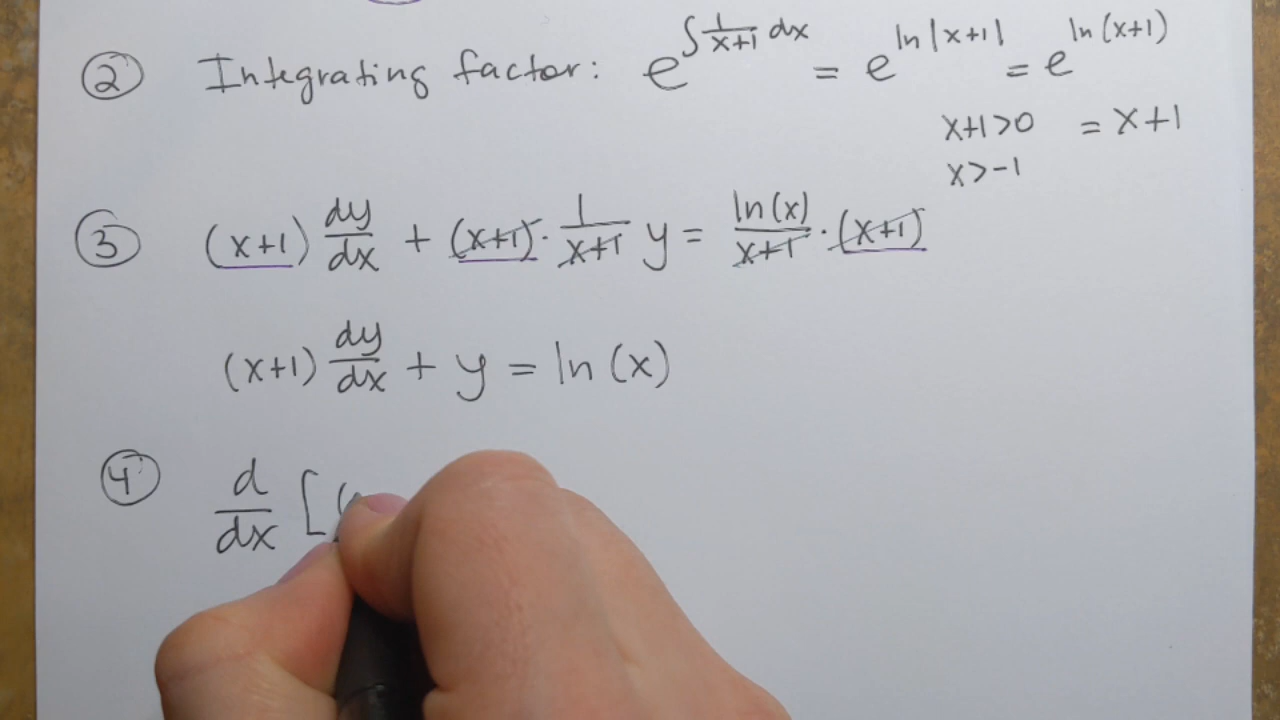 ② Integrating factor: e^{∫ 1/(x+1) dx} = e^{ln|x+1|} = e^{ln(x+1)}
x+1>0 = x+1
x>-1
③ (x+1) dy/dx + (x+1) · 1/(x+1) y = ln(x)/(x+1) · (x+1)
(x+1) dy/dx + y = ln(x)
④ d/dx [(